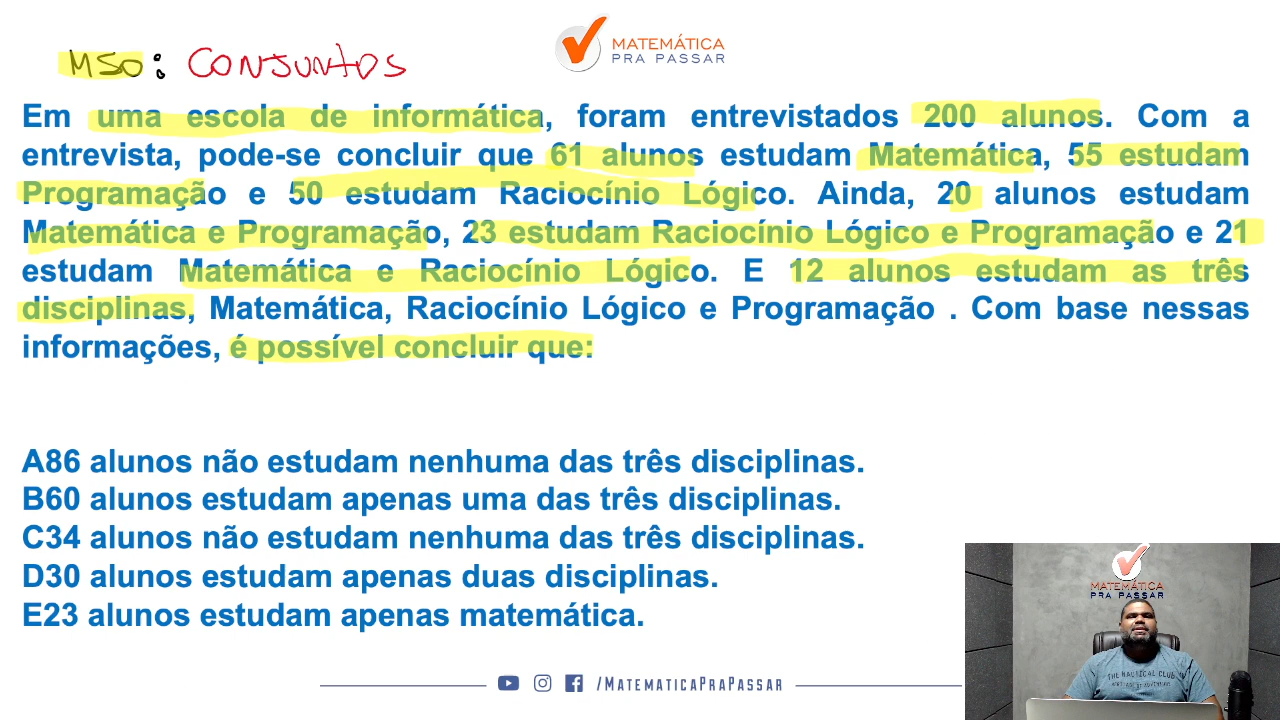 MATEMÁTICA
PRA PASSAR
MSO: CONJUNTOS
Em uma escola de informática, foram entrevistados 200 alunos. Com a
entrevista, pode-se concluir que 61 alunos estudam Matemática, 55 estudam
Programação e 50 estudam Raciocínio Lógico. Ainda, 20 alunos estudam
Matemática e Programação, 23 estudam Raciocínio Lógico e Programação e 21
estudam Matemática e Raciocínio Lógico. E 12 alunos estudam as três
disciplinas, Matemática, Raciocínio Lógico e Programação . Com base nessas
informações, é possível concluir que:
A86 alunos não estudam nenhuma das três disciplinas.
B60 alunos estudam apenas uma das três disciplinas.
C34 alunos não estudam nenhuma das três disciplinas.
D30 alunos estudam apenas duas disciplinas.
E23 alunos estudam apenas matemática.
MATEMÁTICA
PRA PASSAR
THE NAUTICAL CLUB
/MATEMATICAPRAPASSAR